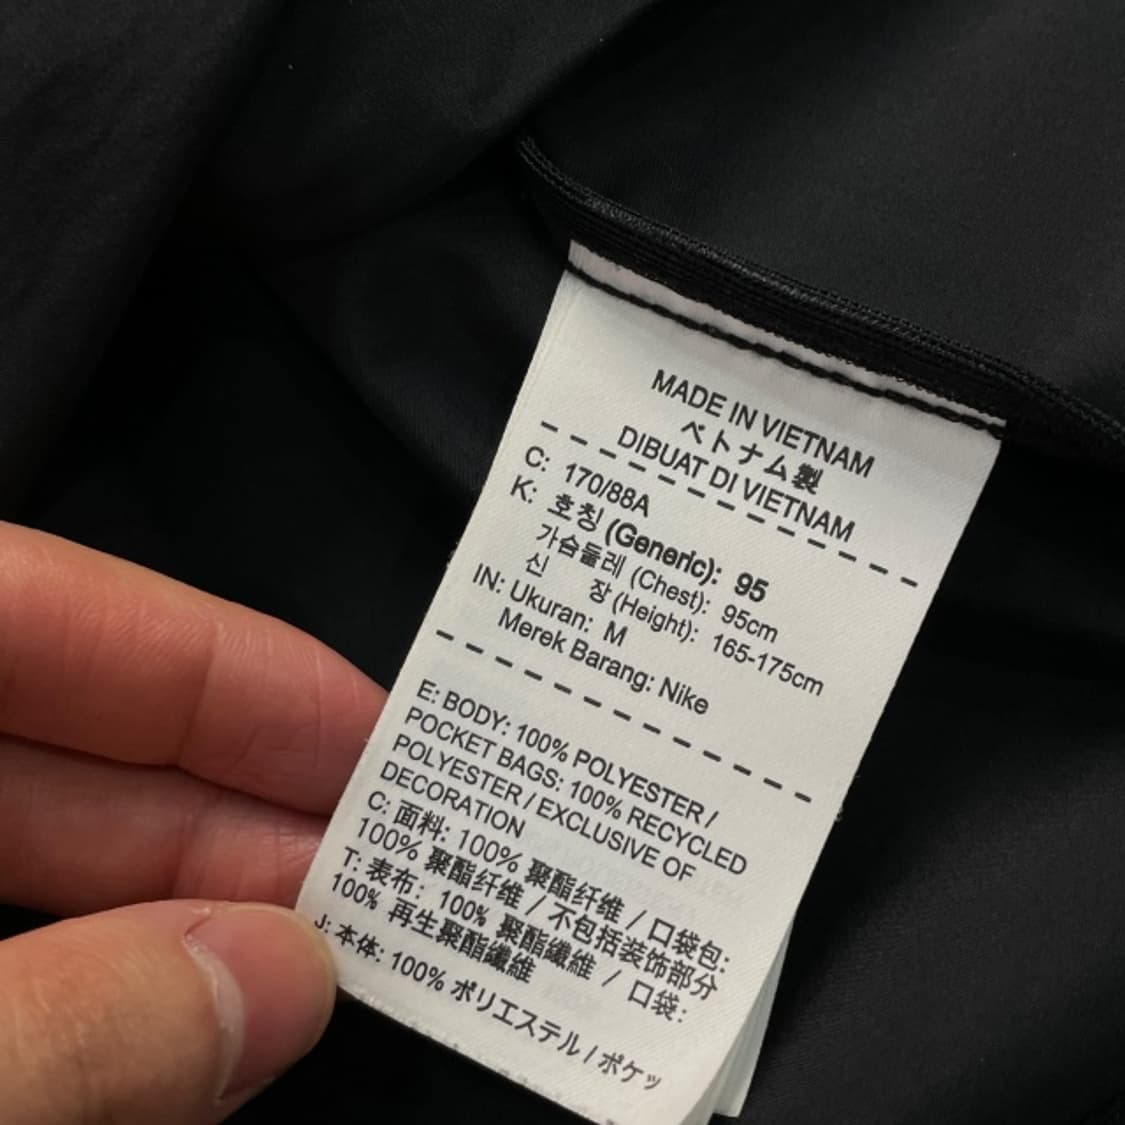 MADE IN VIETNAM
ベトナム製
DIBUAT DI VIETNAM
C: 170/88A
K: 호칭 (Generic): 95
가슴둘레 (Chest): 95cm
신 장 (Height): 165-175cm
IN: Ukuran: M
Merek Barang: Nike
E: BODY: 100% POLYESTER /
POCKET BAGS: 100% RECYCLED
POLYESTER / EXCLUSIVE OF
DECORATION
C: 面料: 100% 聚酯纤维 / 口袋包:
100% 聚酯纤维 / 不包括装饰部分
T: 表布: 100% 聚酯纖維 / 口袋:
100% 再生聚酯纖維
J: 本体: 100% ポリエステル / ポケッ